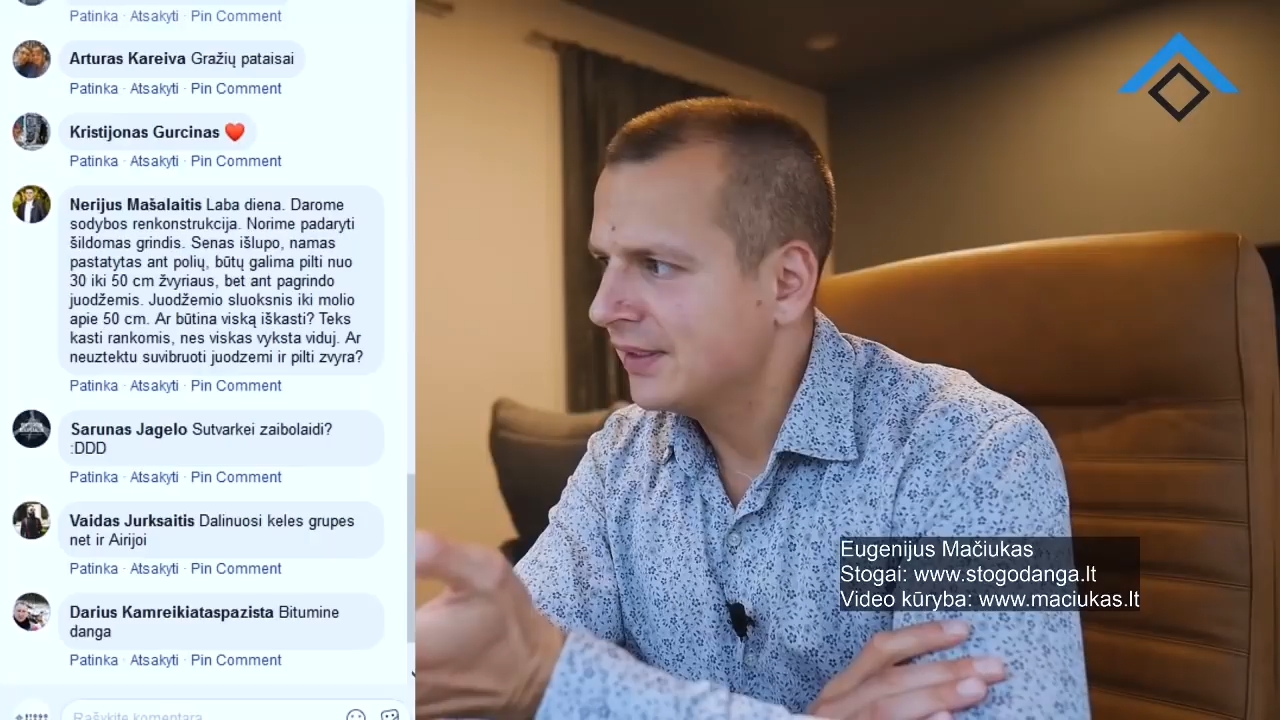 Patinka · Atsakyti · Pin Comment
Arturas Kareiva Gražių pataisai
Patinka · Atsakyti · Pin Comment
Kristijonas Gurcinas ❤️
Patinka · Atsakyti · Pin Comment
Nerijus Mašalaitis Laba diena. Darome
sodybos renkonstrukcija. Norime padaryti
šildomas grindis. Senas išlupo, namas
pastatytas ant polių, būtų galima pilti nuo
30 iki 50 cm žvyriaus, bet ant pagrindo
juodžemis. Juodžemio sluoksnis iki molio
apie 50 cm. Ar būtina viską iškasti? Teks
kasti rankomis, nes viskas vyksta viduj. Ar
neuztektu suvibruoti juodzemi ir pilti zvyra?
Patinka · Atsakyti · Pin Comment
Sarunas Jagelo Sutvarkei zaibolaidi?
:DDD
Patinka · Atsakyti · Pin Comment
Vaidas Jurksaitis Dalinuosi keles grupes
net ir Airijoi
Patinka · Atsakyti · Pin Comment
Darius Kamreikiataspazista Bitumine
danga
Patinka · Atsakyti · Pin Comment
Rašykite komentarą
Eugenijus Mačiukas
Stogai: www.stogodanga.lt
Video kūryba: www.maciukas.lt